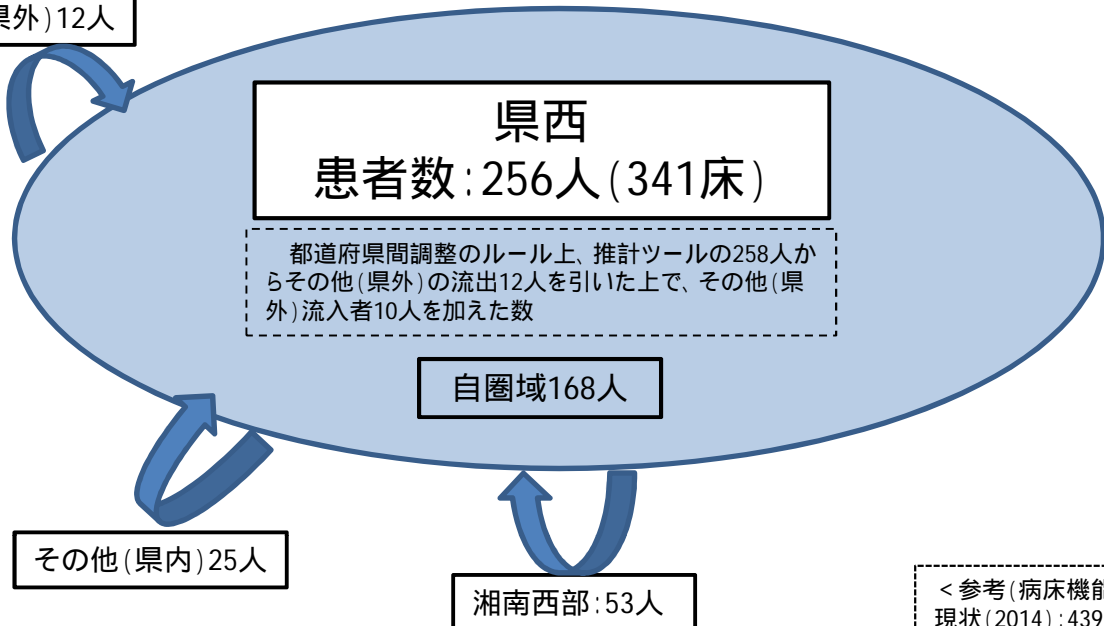 県外)12人
県西
患者数:256人(341床)
都道府県間調整のルール上、推計ツールの258人か
らその他(県外)の流出12人を引いた上で、その他(県
外)流入者10人を加えた数
自圏域168人
その他(県内)25人
湘南西部:53人
<参考(病床機能
現状(2014):439